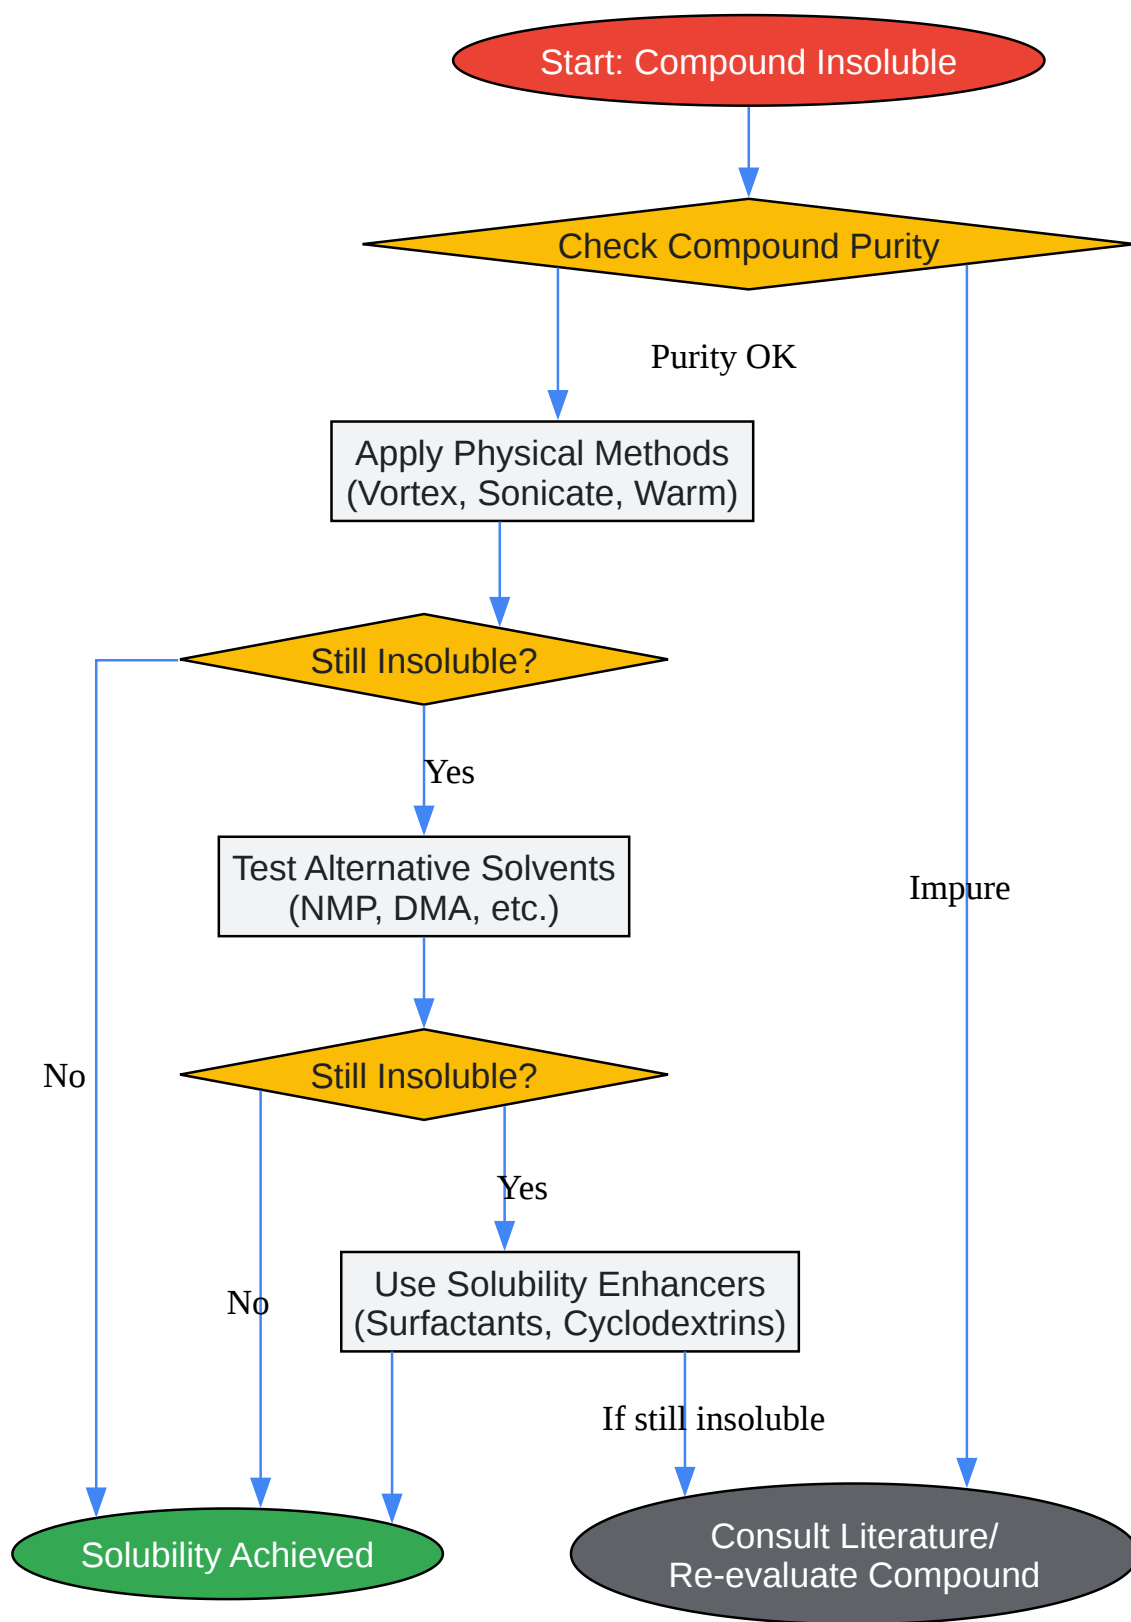 Start: Compound Insoluble
Check Compound Purity
Purity OK
Apply Physical Methods
(Vortex, Sonicate, Warm)
Still Insoluble?
Yes
Test Alternative Solvents
(NMP, DMA, etc.)
Impure
No
Still Insoluble?
Yes
Use Solubility Enhancers
(Surfactants, Cyclodextrins)
No
If still insoluble
Solubility Achieved
Consult Literature/
Re-evaluate Compound